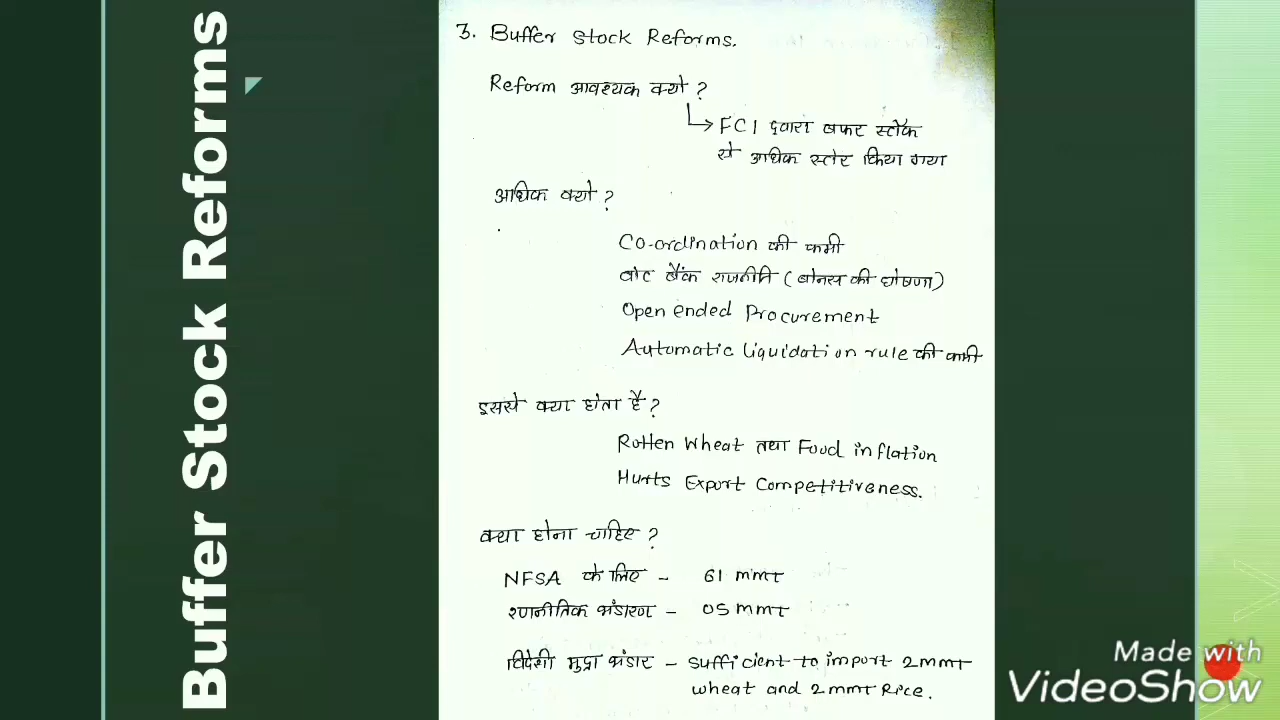 Buffer Stock Reforms
3. Buffer Stock Reforms.
Reform आवश्यक क्यों ?
FCI द्वारा बफर स्टॉक
से अधिक स्टोर किया गया
अधिक क्यों ?
Co-ordination की कमी
वोट बैंक राजनीति (बोनस की घोषणा)
Open ended Procurement
Automatic liquidation rule की कमी
इससे क्या होता है ?
Rotten Wheat तथा Food inflation
Hurts Export Competitiveness.
क्या होना चाहिए ?
NFSA के लिए - 61 mmt
रणनीतिक भंडारण - 05 mmt
विदेशी मुद्रा भंडार - Sufficient to import 2mmt
wheat and 2 mmt Rice.
Made with
VideoShow